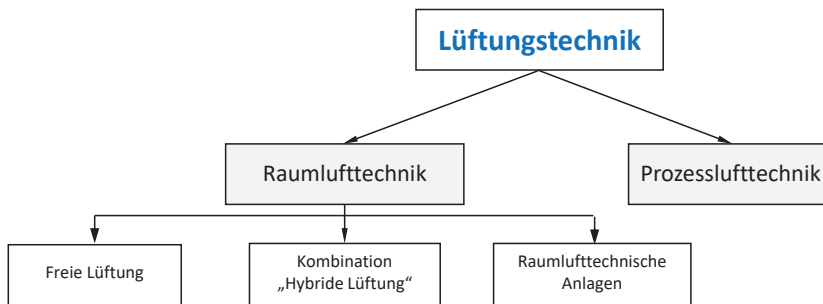 Lüftungstechnik
Raumlufttechnik
Prozesslufttechnik
Freie Lüftung
Kombination
„Hybride Lüftung“
Raumlufttechnische
Anlagen